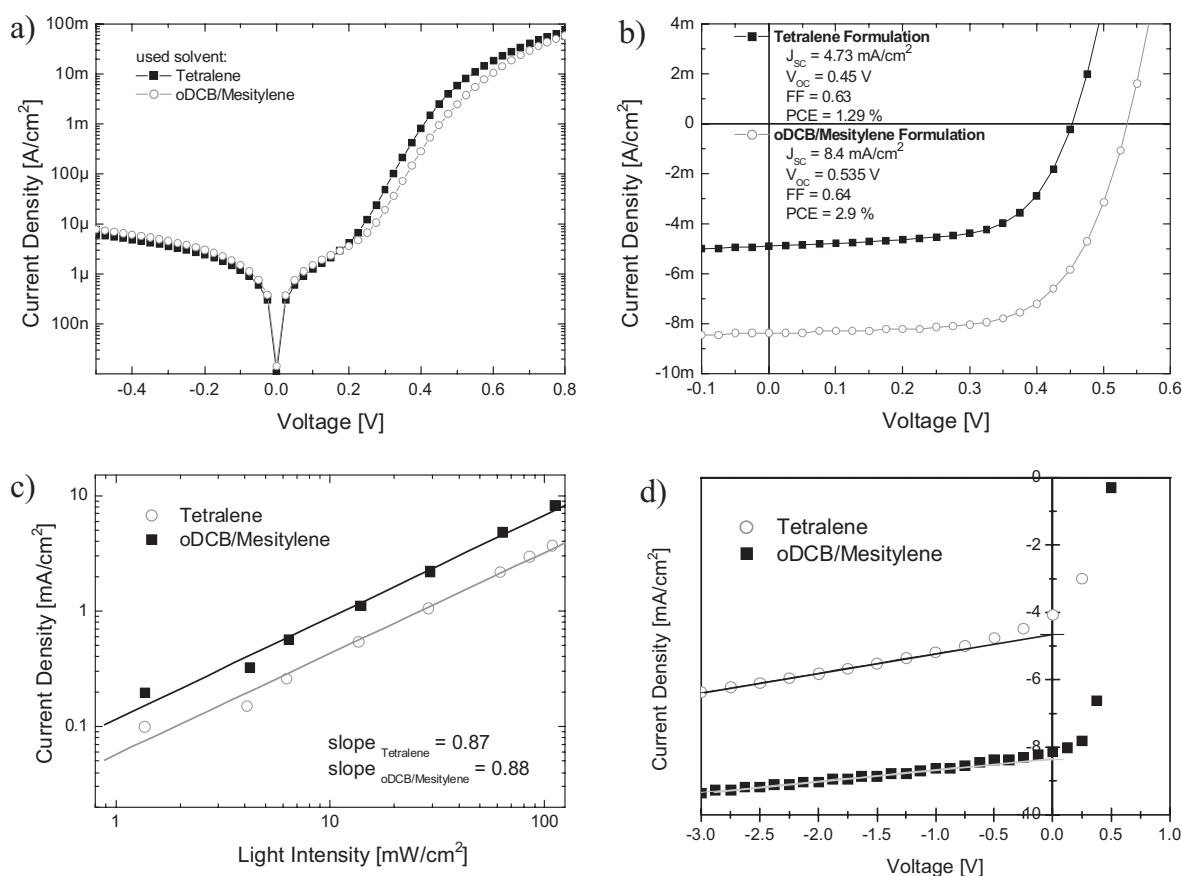 a)
used solvent:
Tetralene
oDCB/Mesitylene
10m
1m
100µ
10µ
1µ
100n
Current Density [A/cm²]
-0.4 -0.2 0.0 0.2 0.4 0.6 0.8
Voltage [V]
b)
Tetralene Formulation
J_SC = 4.73 mA/cm²
V_OC = 0.45 V
FF = 0.63
PCE = 1.29 %
oDCB/Mesitylene Formulation
J_SC = 8.4 mA/cm²
V_OC = 0.535 V
FF = 0.64
PCE = 2.9 %
4m
2m
0
-2m
-4m
-6m
-8m
-10m
Current Density [A/cm²]
-0.1 0.0 0.1 0.2 0.3 0.4 0.5 0.6
Voltage [V]
c)
Tetralene
oDCB/Mesitylene
10
1
0.1
Current Density [mA/cm²]
slope Tetralene = 0.87
slope oDCB/Mesitylene = 0.88
1 10 100
Light Intensity [mW/cm²]
d)
Tetralene
oDCB/Mesitylene
0
-2
-4
-6
-8
Current Density [mA/cm²]
-3.0 -2.5 -2.0 -1.5 -1.0 -0.5 0.0 0.5 1.0
Voltage [V]